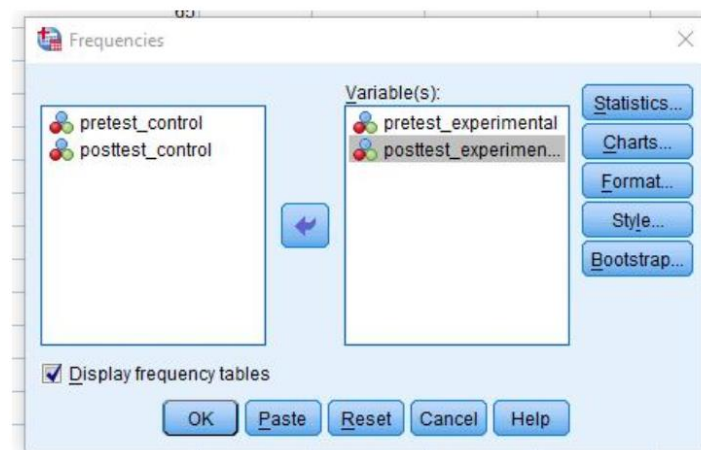 65
Frequencies
Variable(s):
pretest_control
posttest_control
pretest_experimental
posttest_experimen...
Statistics...
Charts...
Format...
Style...
Bootstrap...
Display frequency tables
OK
Paste
Reset
Cancel
Help